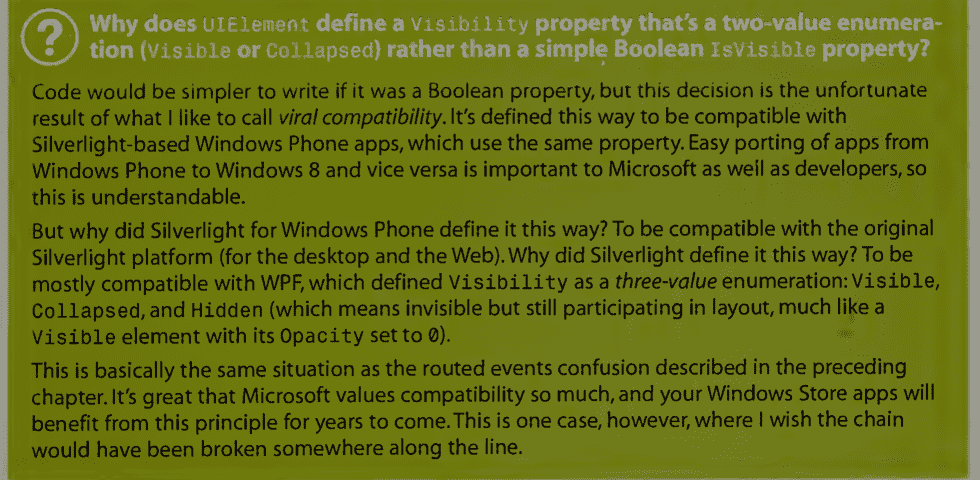 ?
Why does UIElement define a Visibility property that's a two-value enumera-
tion (Visible or Collapsed) rather than a simple Boolean IsVisible property?
Code would be simpler to write if it was a Boolean property, but this decision is the unfortunate
result of what I like to call viral compatibility. It's defined this way to be compatible with
Silverlight-based Windows Phone apps, which use the same property. Easy porting of apps from
Windows Phone to Windows 8 and vice versa is important to Microsoft as well as developers, so
this is understandable.
But why did Silverlight for Windows Phone define it this way? To be compatible with the original
Silverlight platform (for the desktop and the Web). Why did Silverlight define it this way? To be
mostly compatible with WPF, which defined Visibility as a three-value enumeration: Visible,
Collapsed, and Hidden (which means invisible but still participating in layout, much like a
Visible element with its Opacity set to 0).
This is basically the same situation as the routed events confusion described in the preceding
chapter. It's great that Microsoft values compatibility so much, and your Windows Store apps will
benefit from this principle for years to come. This is one case, however, where I wish the chain
would have been broken somewhere along the line.